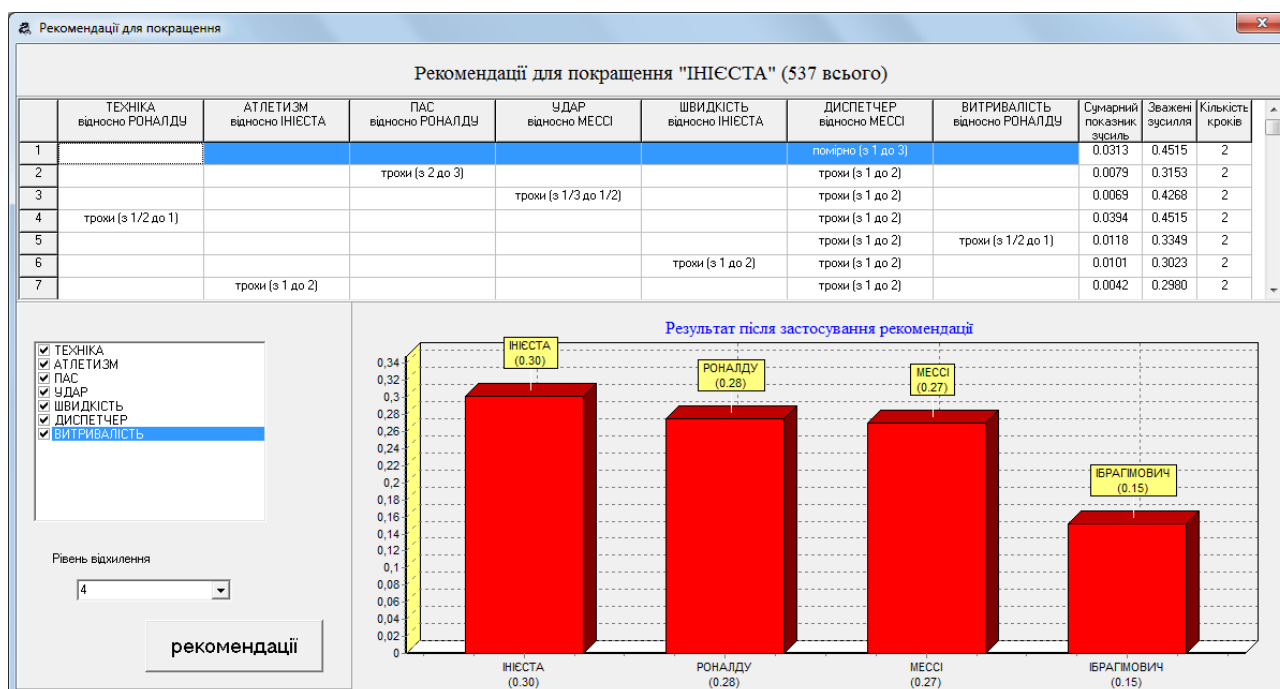 Рекомендації для покращення
Рекомендації для покращення "ІНІЄСТА" (537 всього)
ТЕХНІКА відносно РОНАЛДУ АТЛЕТИЗМ відносно ІНІЄСТА ПАС відносно РОНАЛДУ УДАР відносно МЕССІ ШВИДКІСТЬ відносно ІНІЄСТА ДИСПЕТЧЕР відносно МЕССІ ВИТРИВАЛІСТЬ відносно РОНАЛДУ Сумарний показник зусиль Зважені зусилля Кількість кроків
1 помірно (з 1 до 3) 0.0313 0.4515 2
2 трохи (з 2 до 3) трохи (з 1 до 2) 0.0079 0.3153 2
3 трохи (з 1/3 до 1/2) трохи (з 1 до 2) 0.0069 0.4268 2
4 трохи (з 1/2 до 1) трохи (з 1 до 2) 0.0394 0.4515 2
5 трохи (з 1 до 2) трохи (з 1/2 до 1) 0.0118 0.3349 2
6 трохи (з 1 до 2) трохи (з 1 до 2) 0.0101 0.3023 2
7 трохи (з 1 до 2) трохи (з 1 до 2) 0.0042 0.2980 2
ТЕХНІКА
АТЛЕТИЗМ
ПАС
УДАР
ШВИДКІСТЬ
ДИСПЕТЧЕР
ВИТРИВАЛІСТЬ
Рівень відхилення
4
рекомендації
Результат після застосування рекомендації
ІНІЄСТА
(0.30)
РОНАЛДУ
(0.28)
МЕССІ
(0.27)
ІБРАГІМОВИЧ
(0.15)
0,34
0,32
0,3
0,28
0,26
0,24
0,22
0,2
0,18
0,16
0,14
0,12
0,1
0,08
0,06
0,04
0,02
0
ІНІЄСТА РОНАЛДУ МЕССІ ІБРАГІМОВИЧ
(0.30) (0.28) (0.27) (0.15)